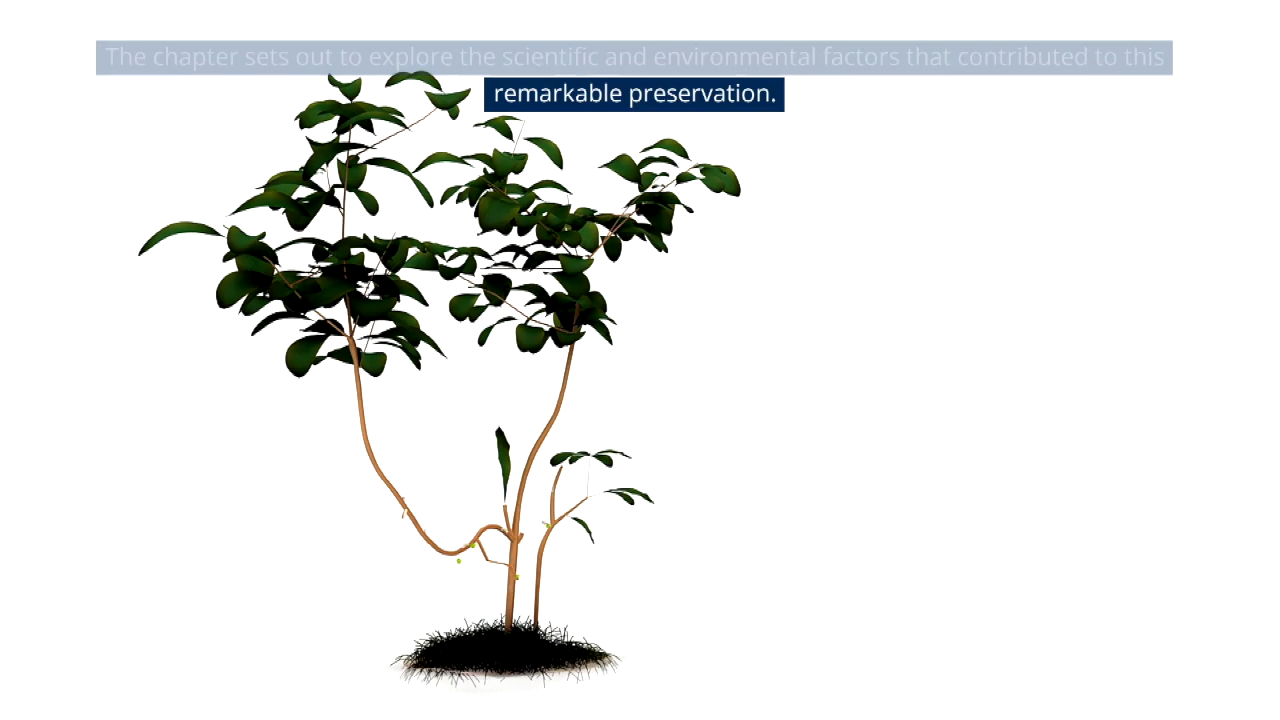 The chapter sets out to explore the scientific and environmental factors that contributed to this
remarkable preservation.